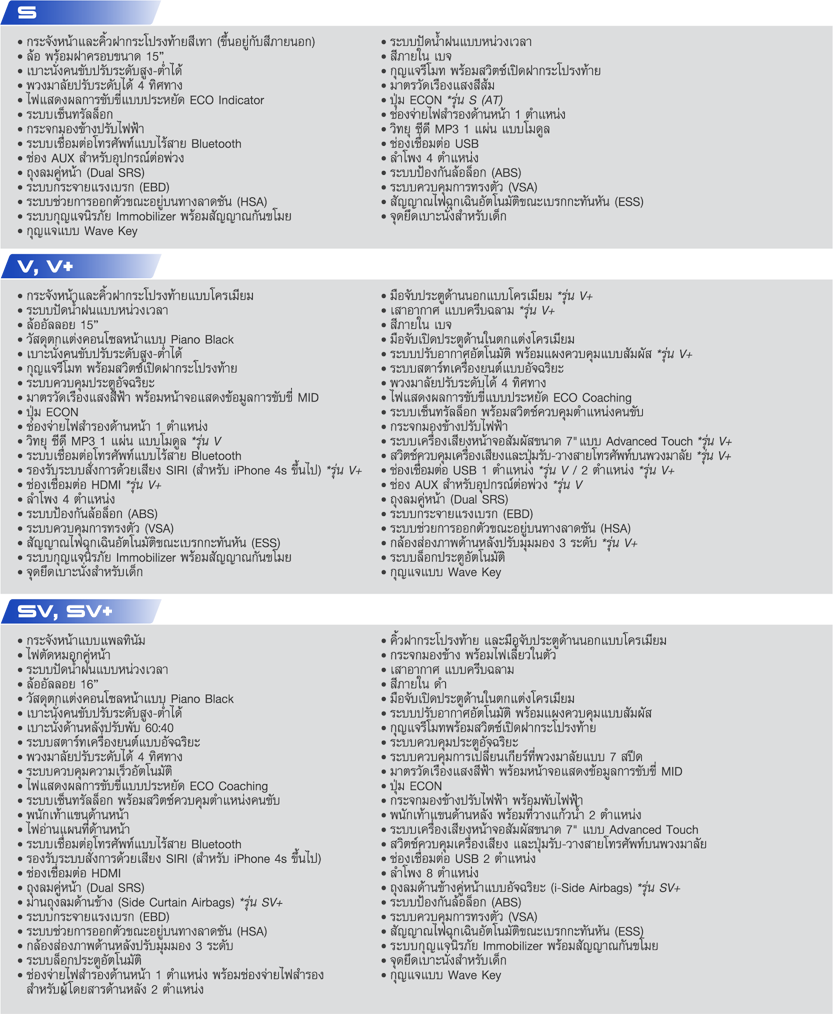 S
• กระจังหน้าและคิ้วฝากระโปรงท้ายสีเทา (ขึ้นอยู่กับสีภายนอก)
• ล้อ พร้อมฝาครอบขนาด 15”
• เบาะนั่งคนขับปรับระดับสูง-ต่ำได้
• พวงมาลัยปรับระดับได้ 4 ทิศทาง
• ไฟแสดงผลการขับขี่แบบประหยัด ECO Indicator
• ระบบเซ็นทรัลล็อก
• กระจกมองข้างปรับไฟฟ้า
• ระบบเชื่อมต่อโทรศัพท์แบบไร้สาย Bluetooth
• ช่อง AUX สำหรับอุปกรณ์ต่อพ่วง
• ถุงลมคู่หน้า (Dual SRS)
• ระบบกระจายแรงเบรก (EBD)
• ระบบช่วยการออกตัวขณะอยู่บนทางลาดชัน (HSA)
• ระบบกุญแจนิรภัย Immobilizer พร้อมสัญญาณกันขโมย
• กุญแจแบบ Wave Key
• ระบบปัดน้ำฝนแบบหน่วงเวลา
• สีภายใน เบจ
• กุญแจรีโมท พร้อมสวิตช์เปิดฝากระโปรงท้าย
• มาตรวัดเรืองแสงสีส้ม
• ปุ่ม ECON *รุ่น S (AT)
• ช่องจ่ายไฟสำรองด้านหน้า 1 ตำแหน่ง
• วิทยุ ซีดี MP3 1 แผ่น แบบโมดูล
• ช่องเชื่อมต่อ USB
• ลำโพง 4 ตำแหน่ง
• ระบบป้องกันล้อล็อก (ABS)
• ระบบควบคุมการทรงตัว (VSA)
• สัญญาณไฟฉุกเฉินอัตโนมัติขณะเบรกกะทันหัน (ESS)
• จุดยึดเบาะนั่งสำหรับเด็ก
V, V+
• กระจังหน้าและคิ้วฝากระโปรงท้ายแบบโครเมียม
• ระบบปัดน้ำฝนแบบหน่วงเวลา
• ล้ออัลลอย 15”
• วัสดุตกแต่งคอนโซลหน้าแบบ Piano Black
• เบาะนั่งคนขับปรับระดับสูง-ต่ำได้
• กุญแจรีโมท พร้อมสวิตช์เปิดฝากระโปรงท้าย
• ระบบควบคุมประตูอัจฉริยะ
• มาตรวัดเรืองแสงสีฟ้า พร้อมหน้าจอแสดงข้อมูลการขับขี่ MID
• ปุ่ม ECON
• ช่องจ่ายไฟสำรองด้านหน้า 1 ตำแหน่ง
• วิทยุ ซีดี MP3 1 แผ่น แบบโมดูล *รุ่น V
• ระบบเชื่อมต่อโทรศัพท์แบบไร้สาย Bluetooth
• รองรับระบบสั่งการด้วยเสียง SIRI (สำหรับ iPhone 4s ขึ้นไป) *รุ่น V+
• ช่องเชื่อมต่อ HDMI *รุ่น V+
• ลำโพง 4 ตำแหน่ง
• ระบบป้องกันล้อล็อก (ABS)
• ระบบควบคุมการทรงตัว (VSA)
• สัญญาณไฟฉุกเฉินอัตโนมัติขณะเบรกกะทันหัน (ESS)
• ระบบกุญแจนิรภัย Immobilizer พร้อมสัญญาณกันขโมย
• จุดยึดเบาะนั่งสำหรับเด็ก
• มือจับประตูด้านนอกแบบโครเมียม *รุ่น V+
• เสาอากาศ แบบครีบฉลาม *รุ่น V+
• สีภายใน เบจ
• มือจับเปิดประตูด้านในตกแต่งโครเมียม
• ระบบปรับอากาศอัตโนมัติ พร้อมแผงควบคุมแบบสัมผัส *รุ่น V+
• ระบบสตาร์ทเครื่องยนต์แบบอัจฉริยะ
• พวงมาลัยปรับระดับได้ 4 ทิศทาง
• ไฟแสดงผลการขับขี่แบบประหยัด ECO Coaching
• ระบบเซ็นทรัลล็อก พร้อมสวิตช์ควบคุมตำแหน่งคนขับ
• กระจกมองข้างปรับไฟฟ้า
• ระบบเครื่องเสียงหน้าจอสัมผัสขนาด 7" แบบ Advanced Touch *รุ่น V+
• สวิตช์ควบคุมเครื่องเสียงและปุ่มรับ-วางสายโทรศัพท์บนพวงมาลัย *รุ่น V+
• ช่องเชื่อมต่อ USB 1 ตำแหน่ง *รุ่น V / 2 ตำแหน่ง *รุ่น V+
• ช่อง AUX สำหรับอุปกรณ์ต่อพ่วง *รุ่น V
• ถุงลมคู่หน้า (Dual SRS)
• ระบบกระจายแรงเบรก (EBD)
• ระบบช่วยการออกตัวขณะอยู่บนทางลาดชัน (HSA)
• กล้องส่องภาพด้านหลังปรับมุมมอง 3 ระดับ *รุ่น V+
• ระบบล็อกประตูอัตโนมัติ
• กุญแจแบบ Wave Key
SV, SV+
• กระจังหน้าแบบแพลทินัม
• ไฟตัดหมอกคู่หน้า
• ระบบปัดน้ำฝนแบบหน่วงเวลา
• ล้ออัลลอย 16”
• วัสดุตกแต่งคอนโซลหน้าแบบ Piano Black
• เบาะนั่งคนขับปรับระดับสูง-ต่ำได้
• เบาะนั่งด้านหลังปรับพับ 60:40
• ระบบสตาร์ทเครื่องยนต์แบบอัจฉริยะ
• พวงมาลัยปรับระดับได้ 4 ทิศทาง
• ระบบควบคุมความเร็วอัตโนมัติ
• ไฟแสดงผลการขับขี่แบบประหยัด ECO Coaching
• ระบบเซ็นทรัลล็อก พร้อมสวิตช์ควบคุมตำแหน่งคนขับ
• พนักเท้าแขนด้านหน้า
• ไฟอ่านแผนที่ด้านหน้า
• ระบบเชื่อมต่อโทรศัพท์แบบไร้สาย Bluetooth
• รองรับระบบสั่งการด้วยเสียง SIRI (สำหรับ iPhone 4s ขึ้นไป)
• ช่องเชื่อมต่อ HDMI
• ถุงลมคู่หน้า (Dual SRS)
• ม่านถุงลมด้านข้าง (Side Curtain Airbags) *รุ่น SV+
• ระบบกระจายแรงเบรก (EBD)
• ระบบช่วยการออกตัวขณะอยู่บนทางลาดชัน (HSA)
• กล้องส่องภาพด้านหลังปรับมุมมอง 3 ระดับ
• ระบบล็อกประตูอัตโนมัติ
• ช่องจ่ายไฟสำรองด้านหน้า 1 ตำแหน่ง พร้อมช่องจ่ายไฟสำรอง
สำหรับผู้โดยสารด้านหลัง 2 ตำแหน่ง
• คิ้วฝากระโปรงท้าย และมือจับประตูด้านนอกแบบโครเมียม
• กระจกมองข้าง พร้อมไฟเลี้ยวในตัว
• เสาอากาศ แบบครีบฉลาม
• สีภายใน ดำ
• มือจับเปิดประตูด้านในตกแต่งโครเมียม
• ระบบปรับอากาศอัตโนมัติ พร้อมแผงควบคุมแบบสัมผัส
• กุญแจรีโมทพร้อมสวิตช์เปิดฝากระโปรงท้าย
• ระบบควบคุมประตูอัจฉริยะ
• ระบบควบคุมการเปลี่ยนเกียร์ที่พวงมาลัยแบบ 7 สปีด
• มาตรวัดเรืองแสงสีฟ้า พร้อมหน้าจอแสดงข้อมูลการขับขี่ MID
• ปุ่ม ECON
• กระจกมองข้างปรับไฟฟ้า พร้อมพับไฟฟ้า
• พนักเท้าแขนด้านหลัง พร้อมที่วางแก้วน้ำ 2 ตำแหน่ง
• ระบบเครื่องเสียงหน้าจอสัมผัสขนาด 7" แบบ Advanced Touch
• สวิตช์ควบคุมเครื่องเสียง และปุ่มรับ-วางสายโทรศัพท์บนพวงมาลัย
• ช่องเชื่อมต่อ USB 2 ตำแหน่ง
• ลำโพง 8 ตำแหน่ง
• ถุงลมด้านข้างคู่หน้าแบบอัจฉริยะ (i-Side Airbags) *รุ่น SV+
• ระบบป้องกันล้อล็อก (ABS)
• ระบบควบคุมการทรงตัว (VSA)
• สัญญาณไฟฉุกเฉินอัตโนมัติขณะเบรกกะทันหัน (ESS)
• ระบบกุญแจนิรภัย Immobilizer พร้อมสัญญาณกันขโมย
• จุดยึดเบาะนั่งสำหรับเด็ก
• กุญแจแบบ Wave Key